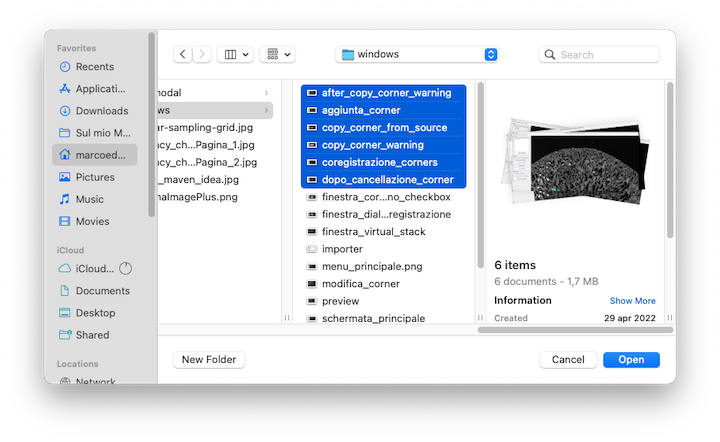 Favorites
Recents
Applicati...
Downloads
Sul mio M...
marcoed...
Pictures
Music
Movies
iCloud
iCloud...
Documents
Desktop
Shared
Locations
Network
windows
Search
modal
ws
ar-sampling-grid.jpg
acy_ch...Pagina_1.jpg
acy_ch...Pagina_2.jpg
_maven_idea.jpg
naImagePlus.png
after_copy_corner_warning
aggiunta_corner
copy_corner_from_source
copy_corner_warning
coregistrazione_corners
dopo_cancellazione_corner
finestra_cor...no_checkbox
finestra_dial...registrazione
finestra_virtual_stack
importer
menu_principale.png
modifica_corner
preview
schermata_principale
6 items
6 documents - 1,7 MB
Information Show More
Created 29 apr 2022
New Folder Cancel Open